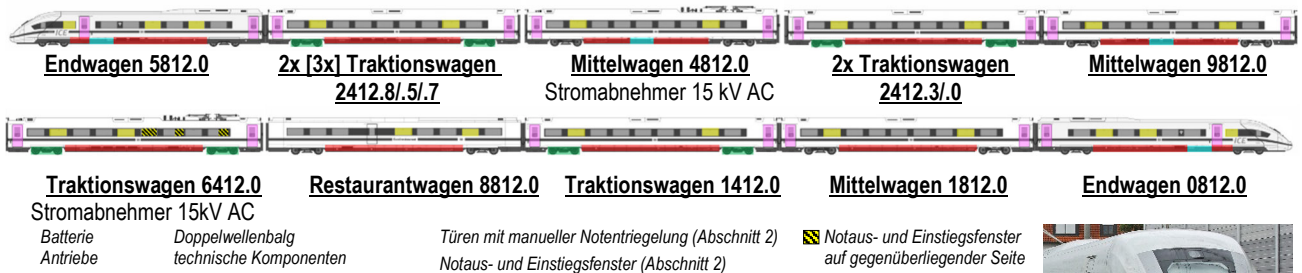 ICE
Endwagen 5812.0
2x [3x] Traktionswagen
2412.8/.5/.7
Mittelwagen 4812.0
Stromabnehmer 15 kV AC
2x Traktionswagen
2412.3/.0
Mittelwagen 9812.0
Traktionswagen 6412.0
Stromabnehmer 15kV AC
Restaurantwagen 8812.0
Traktionswagen 1412.0
Mittelwagen 1812.0
Endwagen 0812.0
Batterie
Antriebe
Doppelwellenbalg
technische Komponenten
Türen mit manueller Notentriegelung (Abschnitt 2)
Notaus- und Einstiegsfenster (Abschnitt 2)
Notaus- und Einstiegsfenster
auf gegenüberliegender Seite